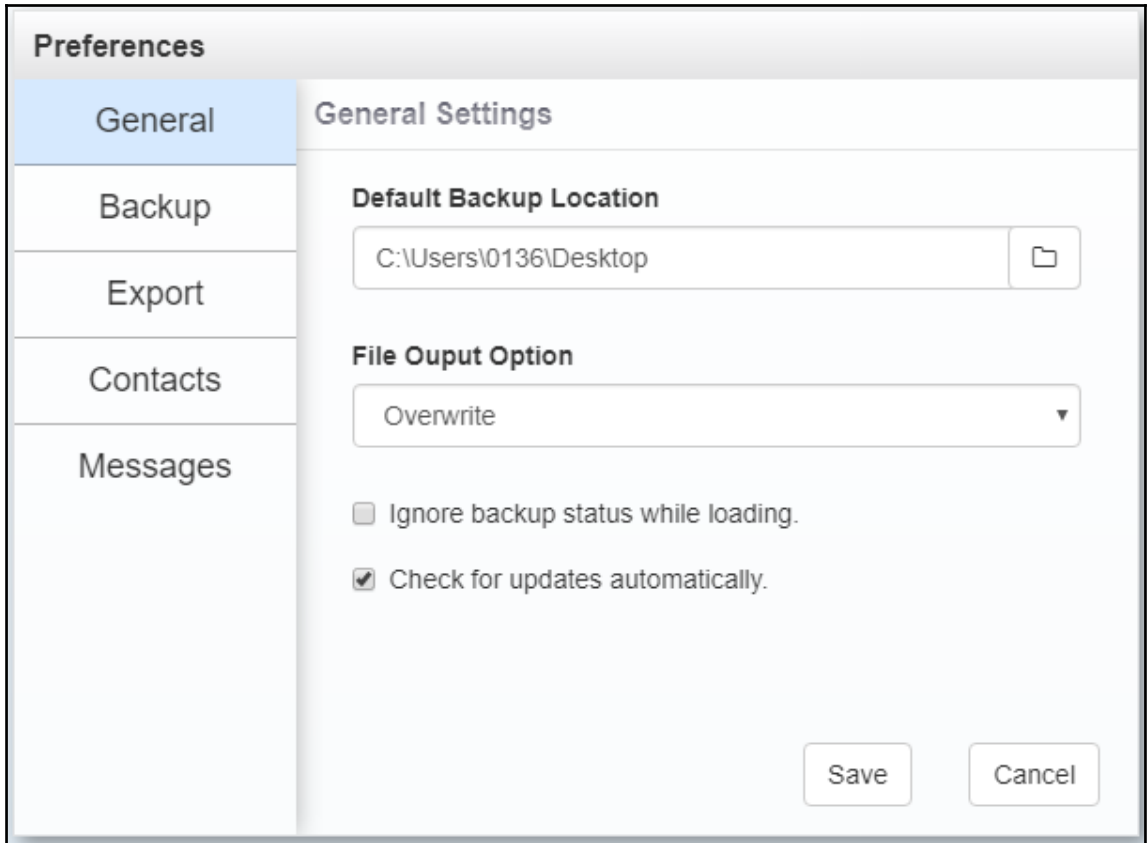 Preferences
General
Backup
Export
Contacts
Messages
General Settings
Default Backup Location
C:\Users\0136\Desktop
File Ouput Option
Overwrite
Ignore backup status while loading.
Check for updates automatically.
Save
Cancel